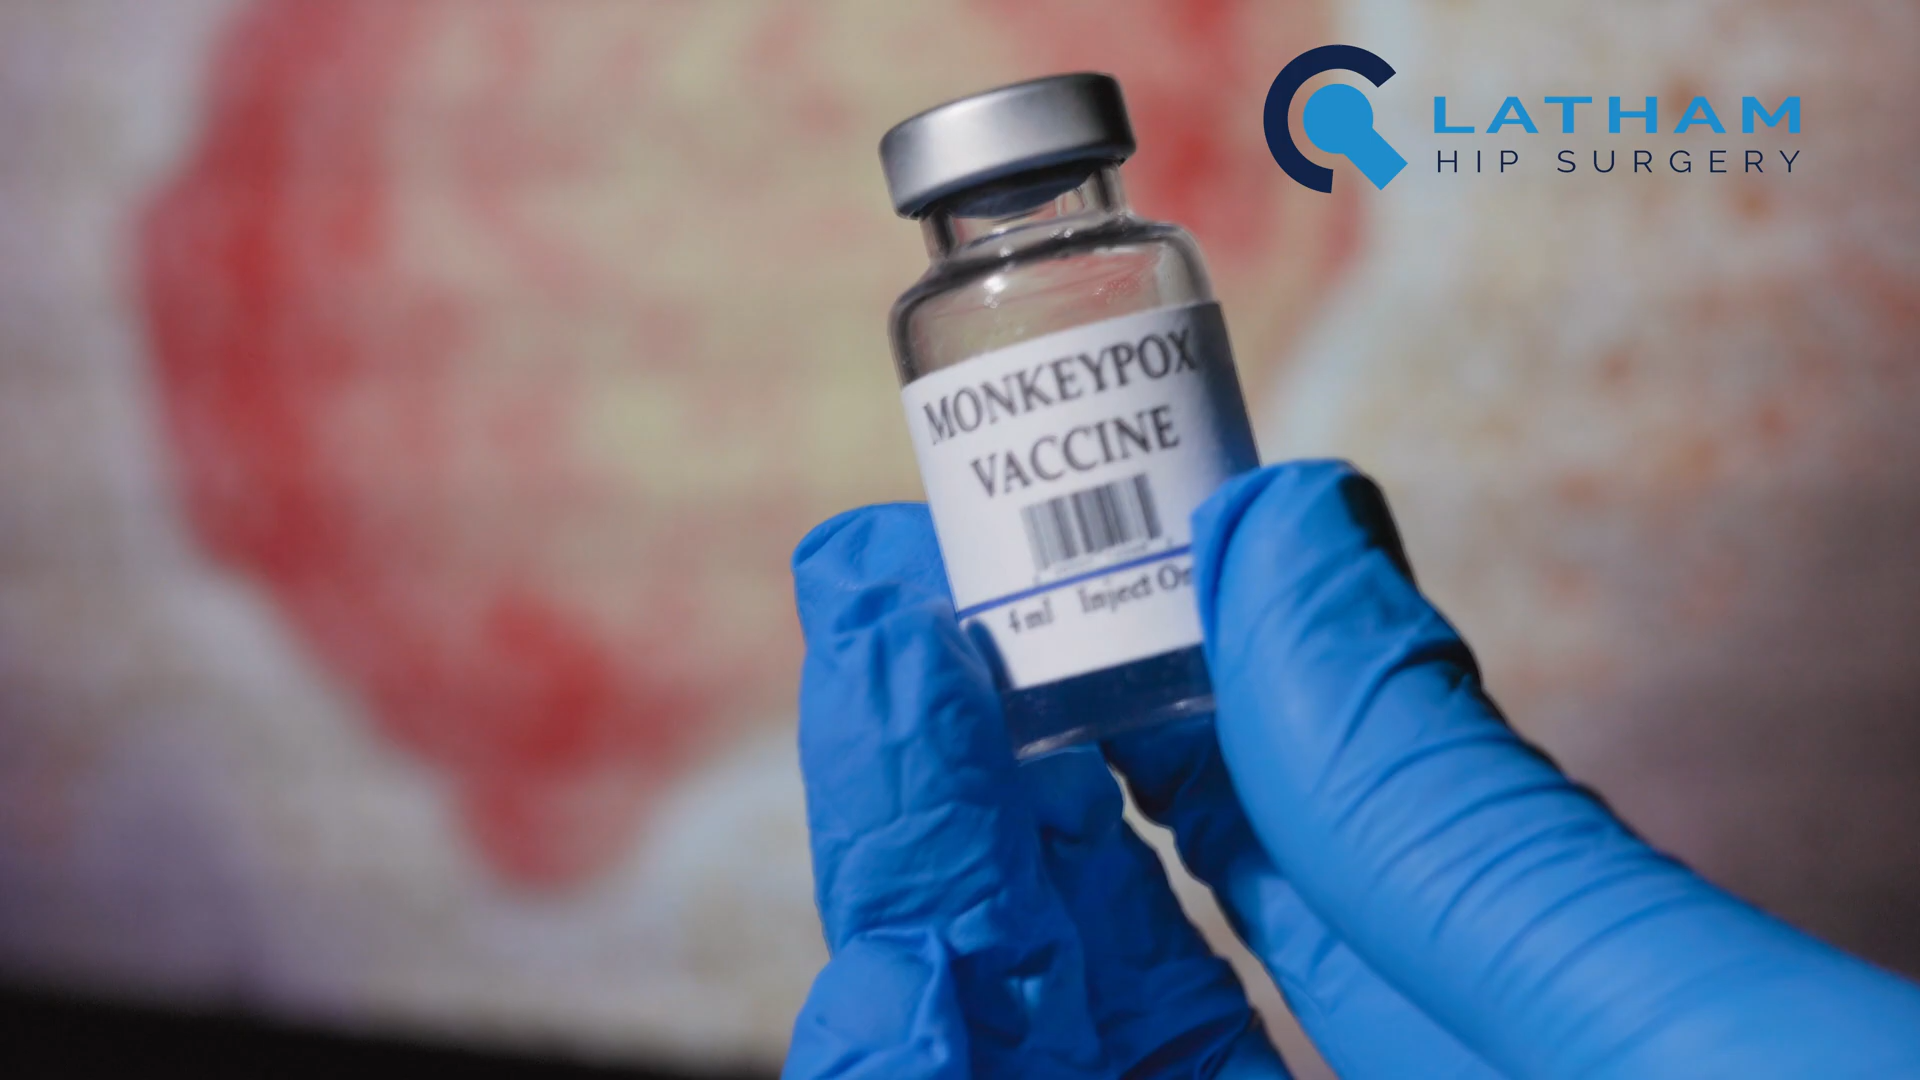 LATHAM
HIP SURGERY
MONKEYPOX
VACCINE
4 ml Inject